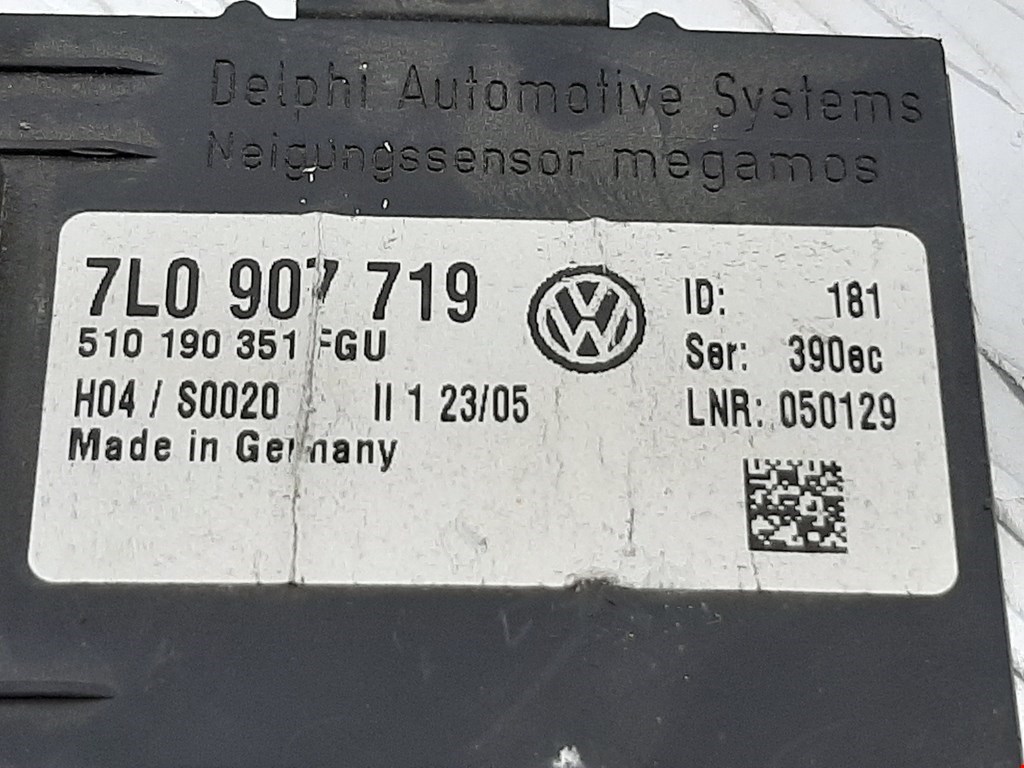 Delphi Automotive Systems
Neigungssensor megamos
7L0 907 719
510 190 351 FGU
H04 / S0020 II 1 23/05
Made in Germany
VW
ID: 181
Ser: 390ec
LNR: 050129